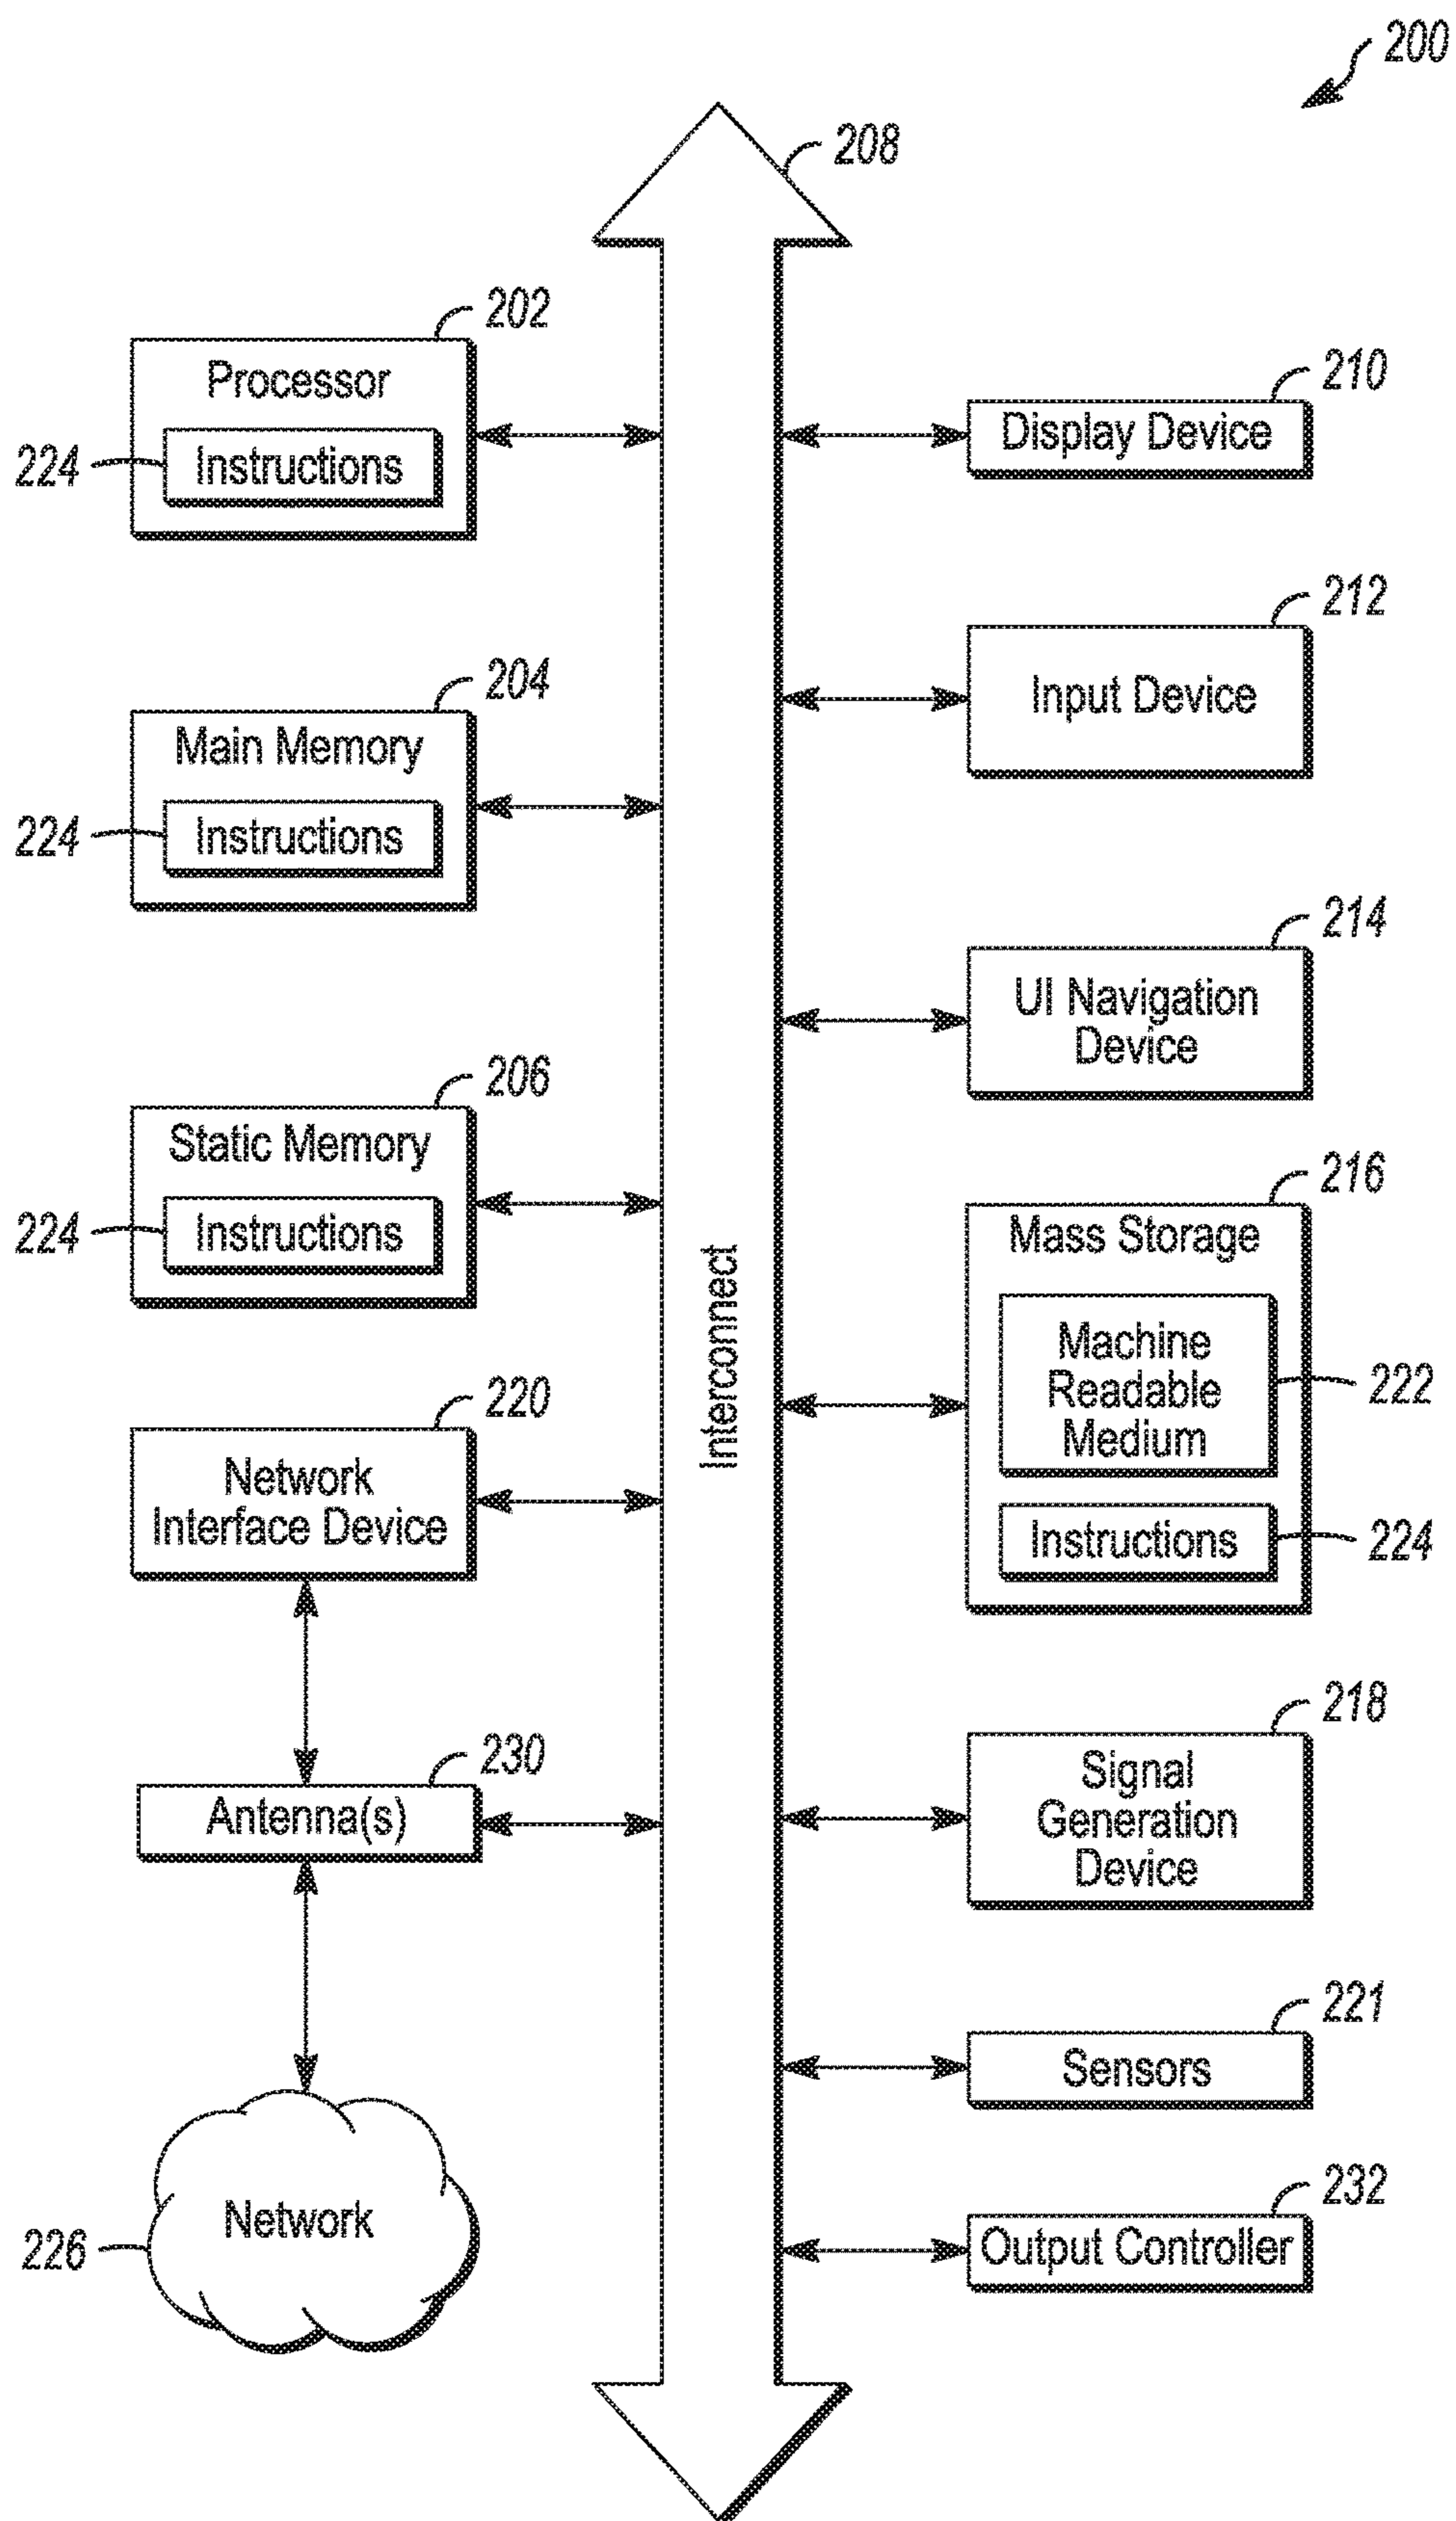 200
208
202
Processor
224
Instructions
204
Main Memory
224
Instructions
206
Static Memory
224
Instructions
220
Network
Interface Device
230
Antenna(s)
Network
226
Interconnect
210
Display Device
212
Input Device
214
UI Navigation
Device
216
Mass Storage
Machine
Readable
Medium
222
Instructions
224
218
Signal
Generation
Device
221
Sensors
232
Output Controller